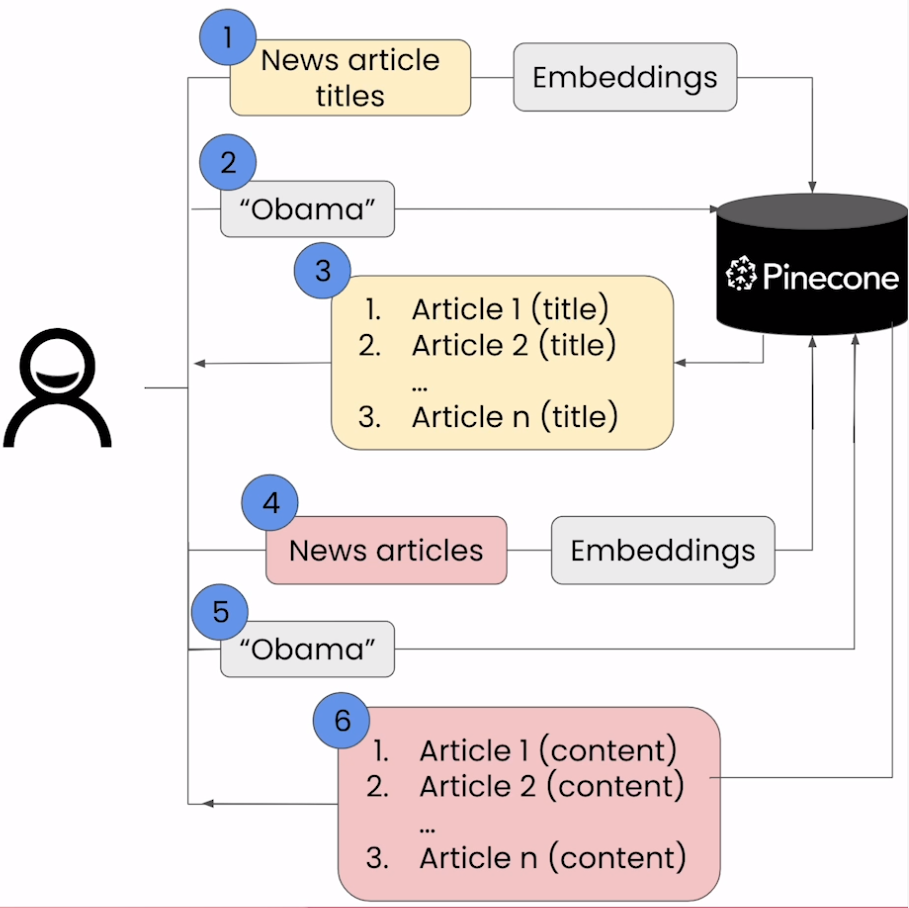 1
News article
titles
Embeddings
2
“Obama”
3
1. Article 1 (title)
2. Article 2 (title)
...
3. Article n (title)
Pinecone
4
News articles
Embeddings
5
“Obama”
6
1. Article 1 (content)
2. Article 2 (content)
...
3. Article n (content)